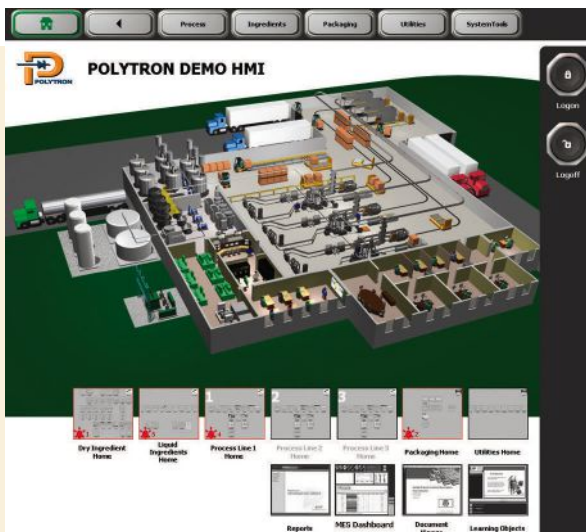 Process Ingredients Packaging Utilities SystemTools
POLYTRON
POLYTRON DEMO HMI
Logon
Logoff
1 2 3
Dry Ingredient
Home
Liquid
Ingredients
Home
Process Line 1
Home
Process Line 2
Home
Process Line 3
Home
Packaging Home
Utilities Home
Reports
MES Dashboard
Document
Learning Objects